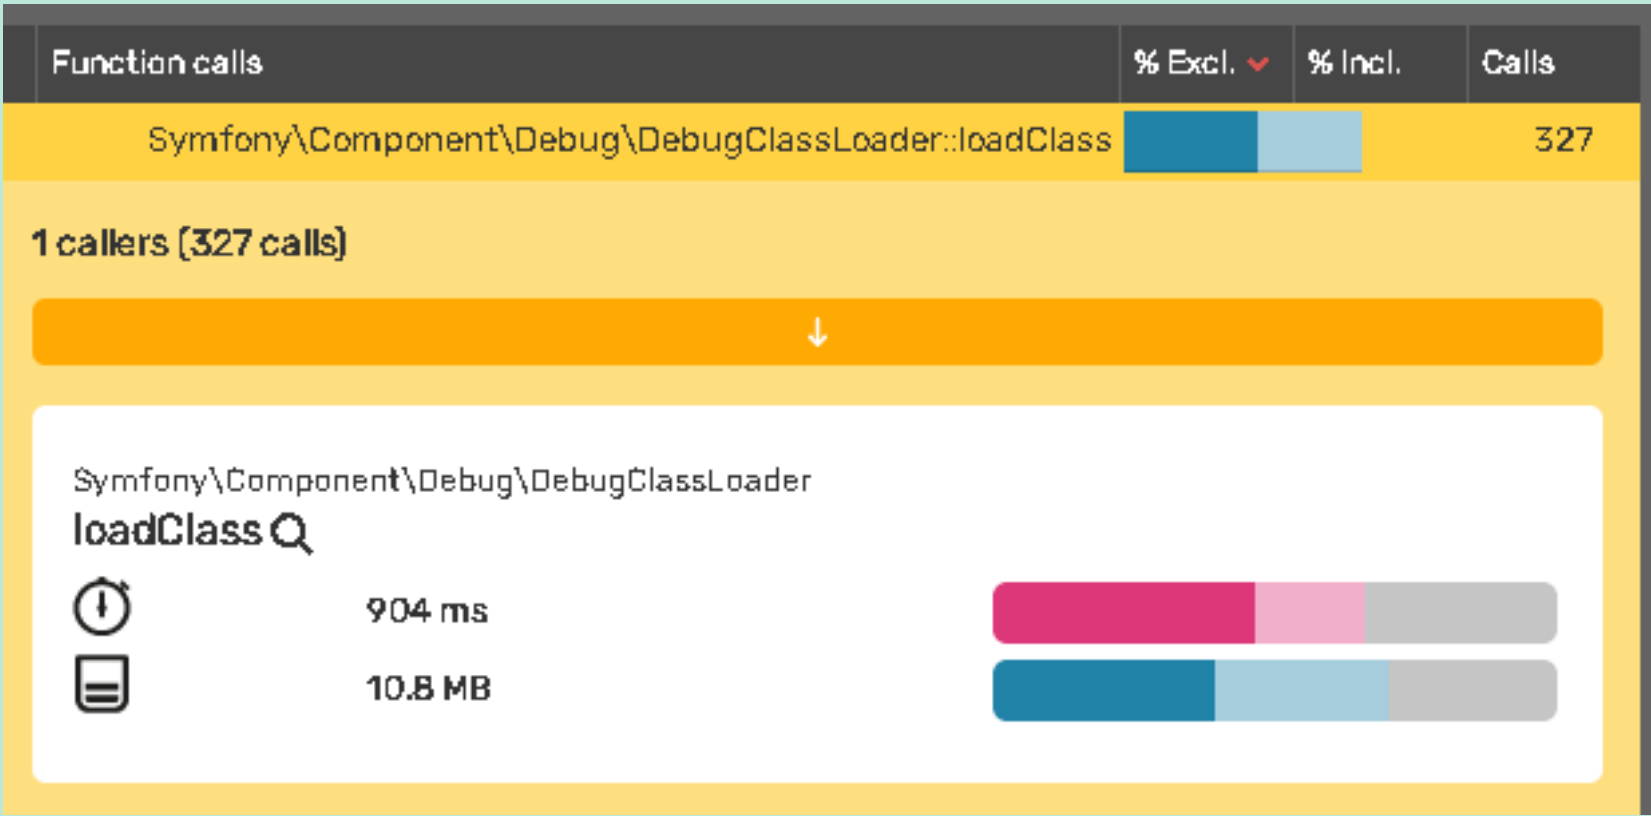 Function calls % Excl. % Incl. Calls
Symfony\Component\Debug\DebugClassLoader::loadClass 327
1 callers (327 calls)
↓
Symfony\Component\Debug\DebugClassLoader
loadClass
904 ms
10.8 MB